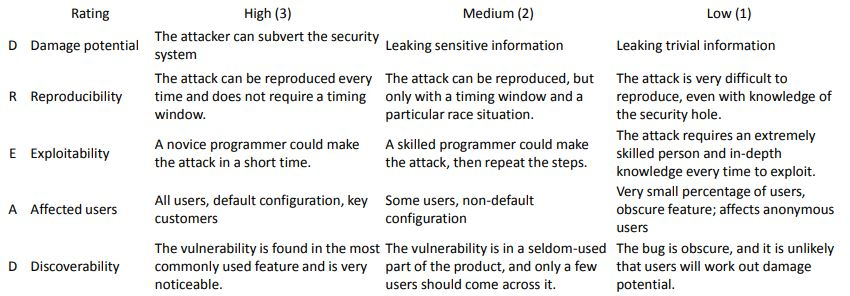 Rating High (3) Medium (2) Low (1)
D Damage potential The attacker can subvert the security system Leaking sensitive information Leaking trivial information
R Reproducibility The attack can be reproduced every time and does not require a timing window. The attack can be reproduced, but only with a timing window and a particular race situation. The attack is very difficult to reproduce, even with knowledge of the security hole.
E Exploitability A novice programmer could make the attack in a short time. A skilled programmer could make the attack, then repeat the steps. The attack requires an extremely skilled person and in-depth knowledge every time to exploit.
A Affected users All users, default configuration, key customers Some users, non-default configuration Very small percentage of users, obscure feature; affects anonymous users
D Discoverability The vulnerability is found in the most commonly used feature and is very noticeable. The vulnerability is in a seldom-used part of the product, and only a few users should come across it. The bug is obscure, and it is unlikely that users will work out damage potential.